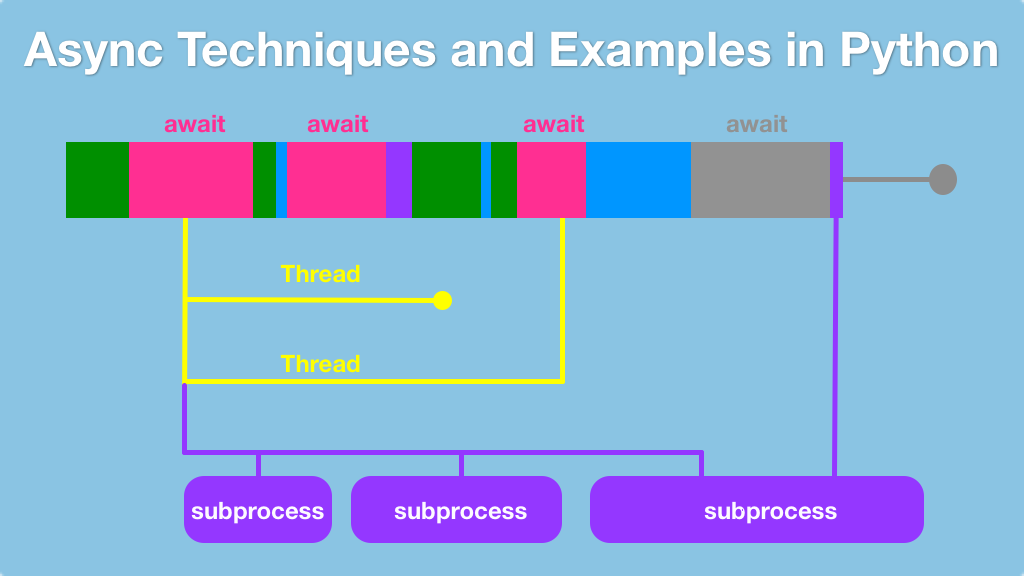 Async Techniques and Examples in Python
await await await await
Thread
Thread
subprocess subprocess subprocess